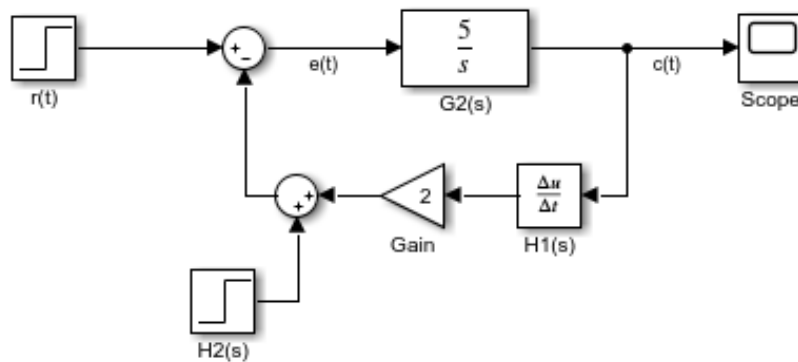 r(t)
+
−
e(t)
5
s
G2(s)
c(t)
Scope
+
+
2
Gain
Δu
Δt
H1(s)
H2(s)